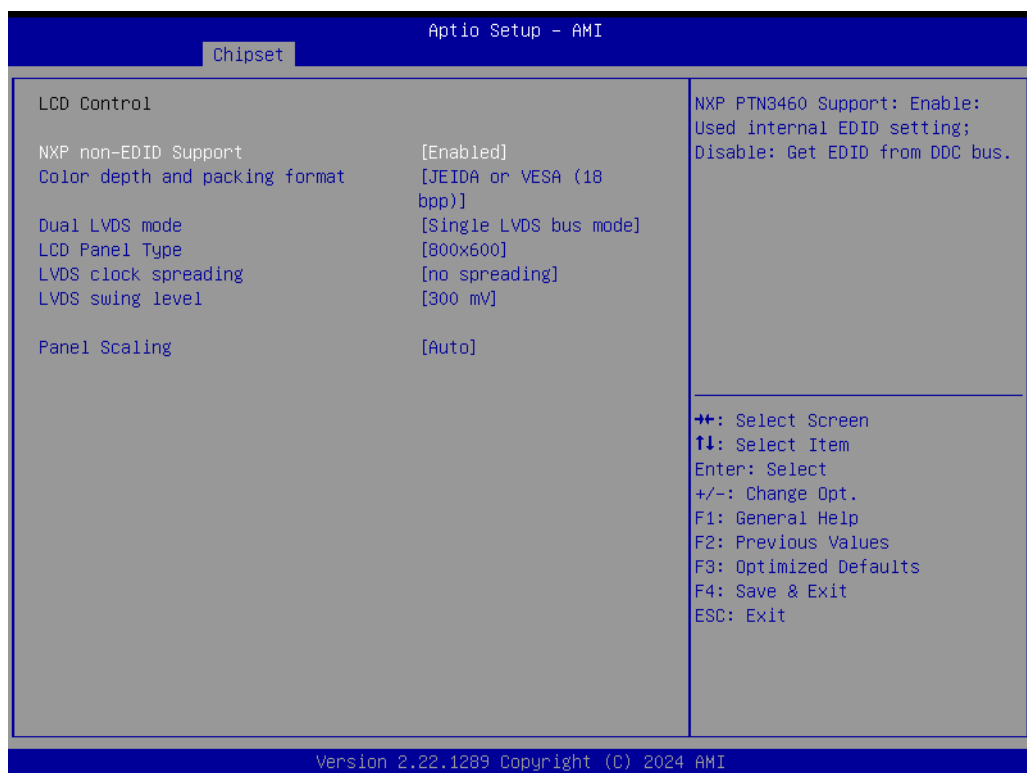 Aptio Setup - AMI
Chipset
LCD Control
NXP non-EDID Support [Enabled]
Color depth and packing format [JEIDA or VESA (18
bpp)]
Dual LVDS mode [Single LVDS bus mode]
LCD Panel Type [800x600]
LVDS clock spreading [no spreading]
LVDS swing level [300 mV]
Panel Scaling [Auto]
NXP PTN3460 Support: Enable:
Used internal EDID setting;
Disable: Get EDID from DDC bus.
→←: Select Screen
↑↓: Select Item
Enter: Select
+/-: Change Opt.
F1: General Help
F2: Previous Values
F3: Optimized Defaults
F4: Save & Exit
ESC: Exit
Version 2.22.1289 Copyright (C) 2024 AMI